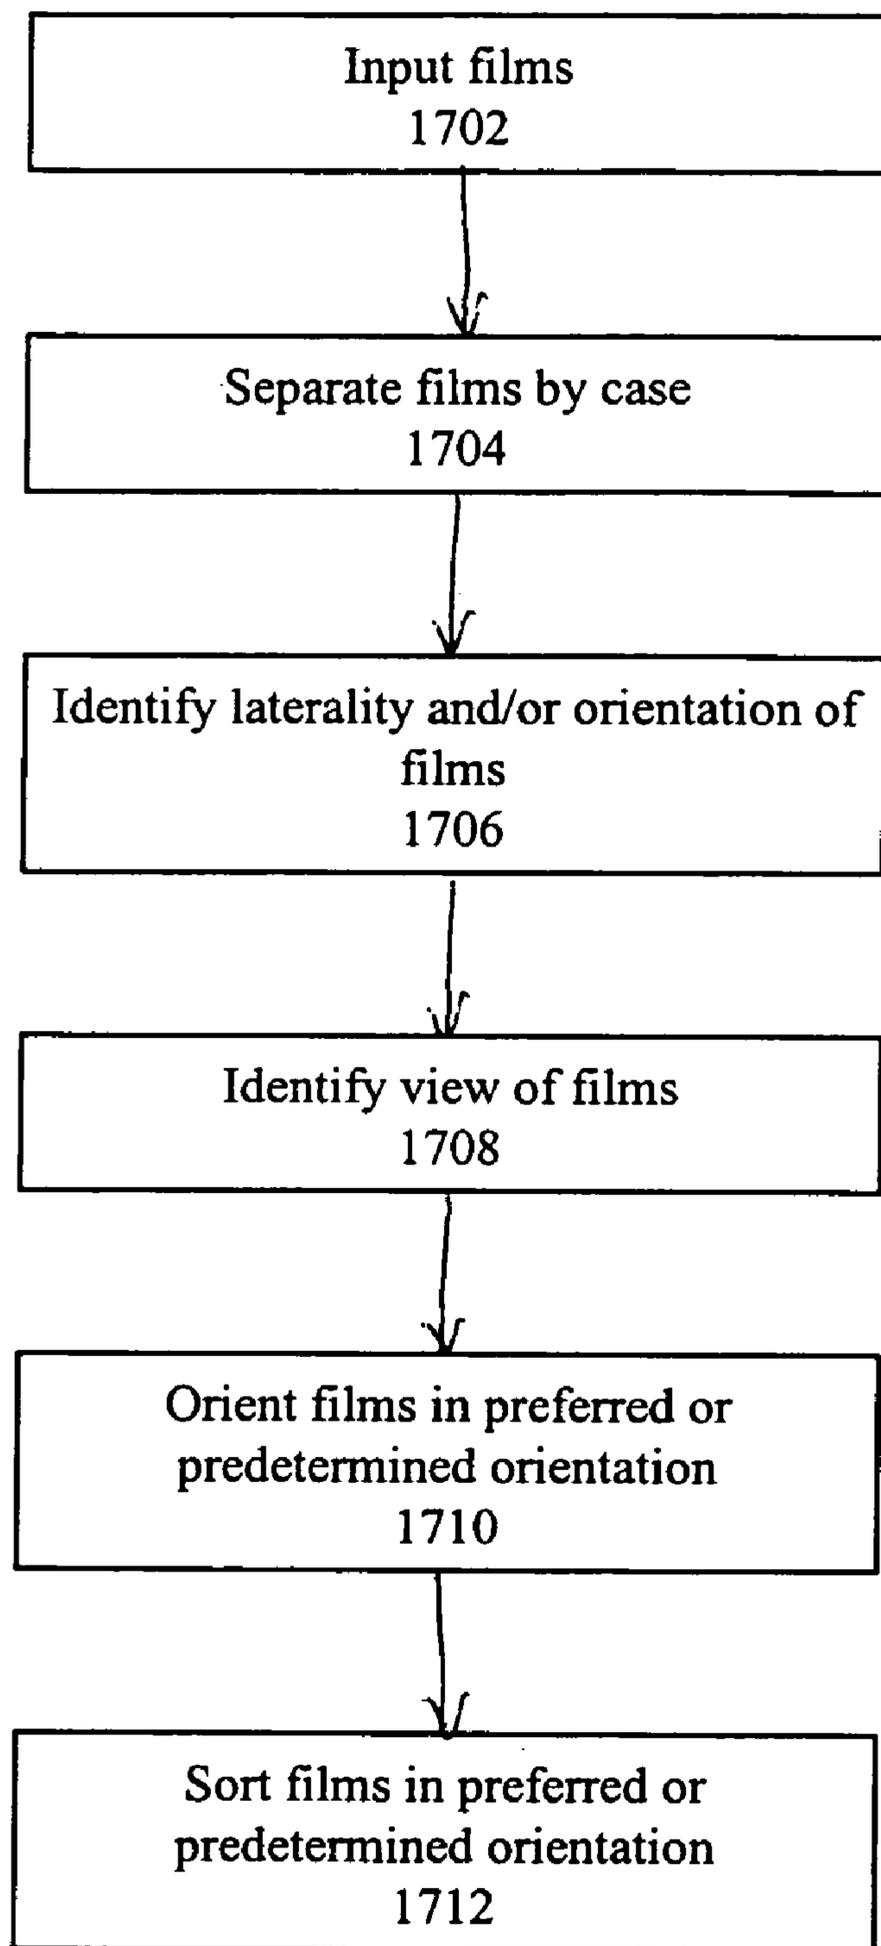 Input films
1702
Separate films by case
1704
Identify laterality and/or orientation of
films
1706
Identify view of films
1708
Orient films in preferred or
predetermined orientation
1710
Sort films in preferred or
predetermined orientation
1712